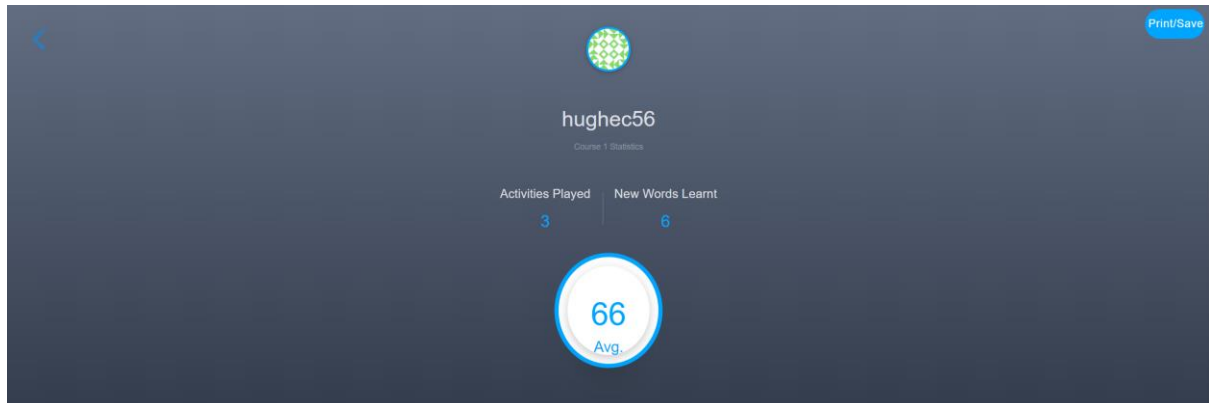 Print/Save
hughec56
Course 1 Statistics
Activities Played
New Words Learnt
3
6
66
Avg.